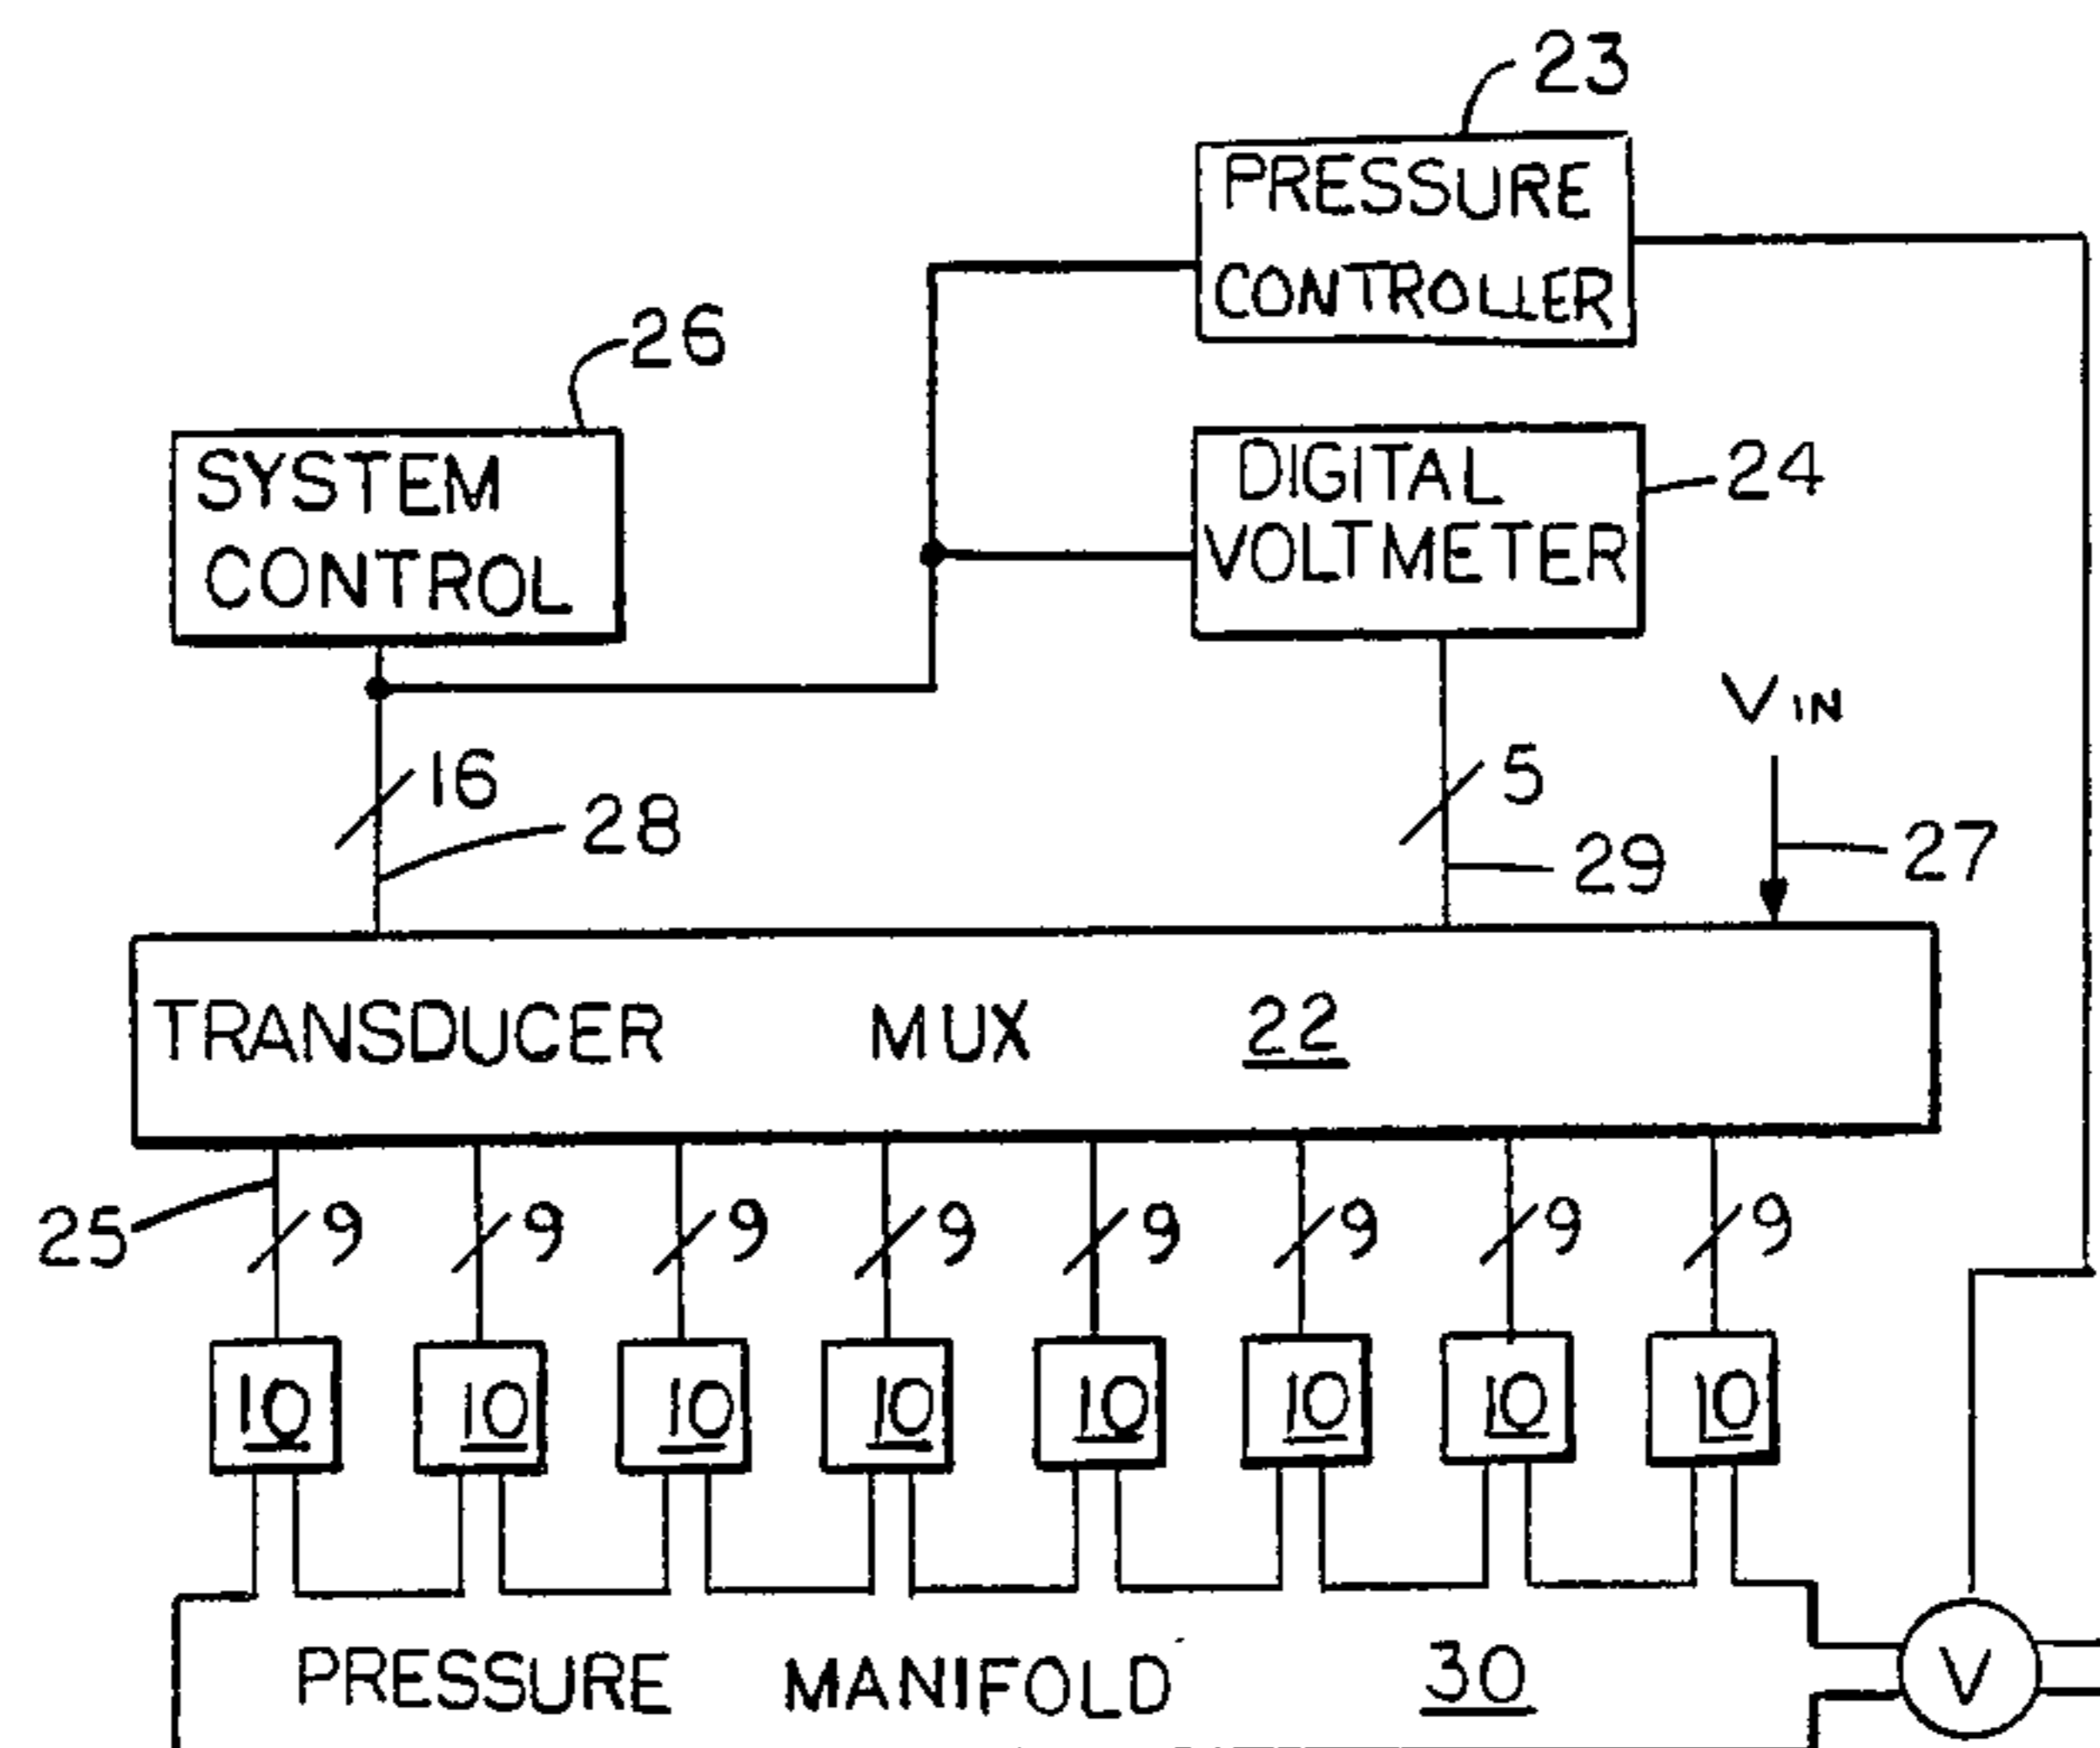 23
PRESSURE
CONTROLLER
26
SYSTEM
CONTROL
DIGITAL
VOLTMETER
24
VIN
16
28
5
29
27
TRANSDUCER MUX 22
25
9 9 9 9 9 9 9 9
10 10 10 10 10 10 10 10
PRESSURE MANIFOLD 30
V